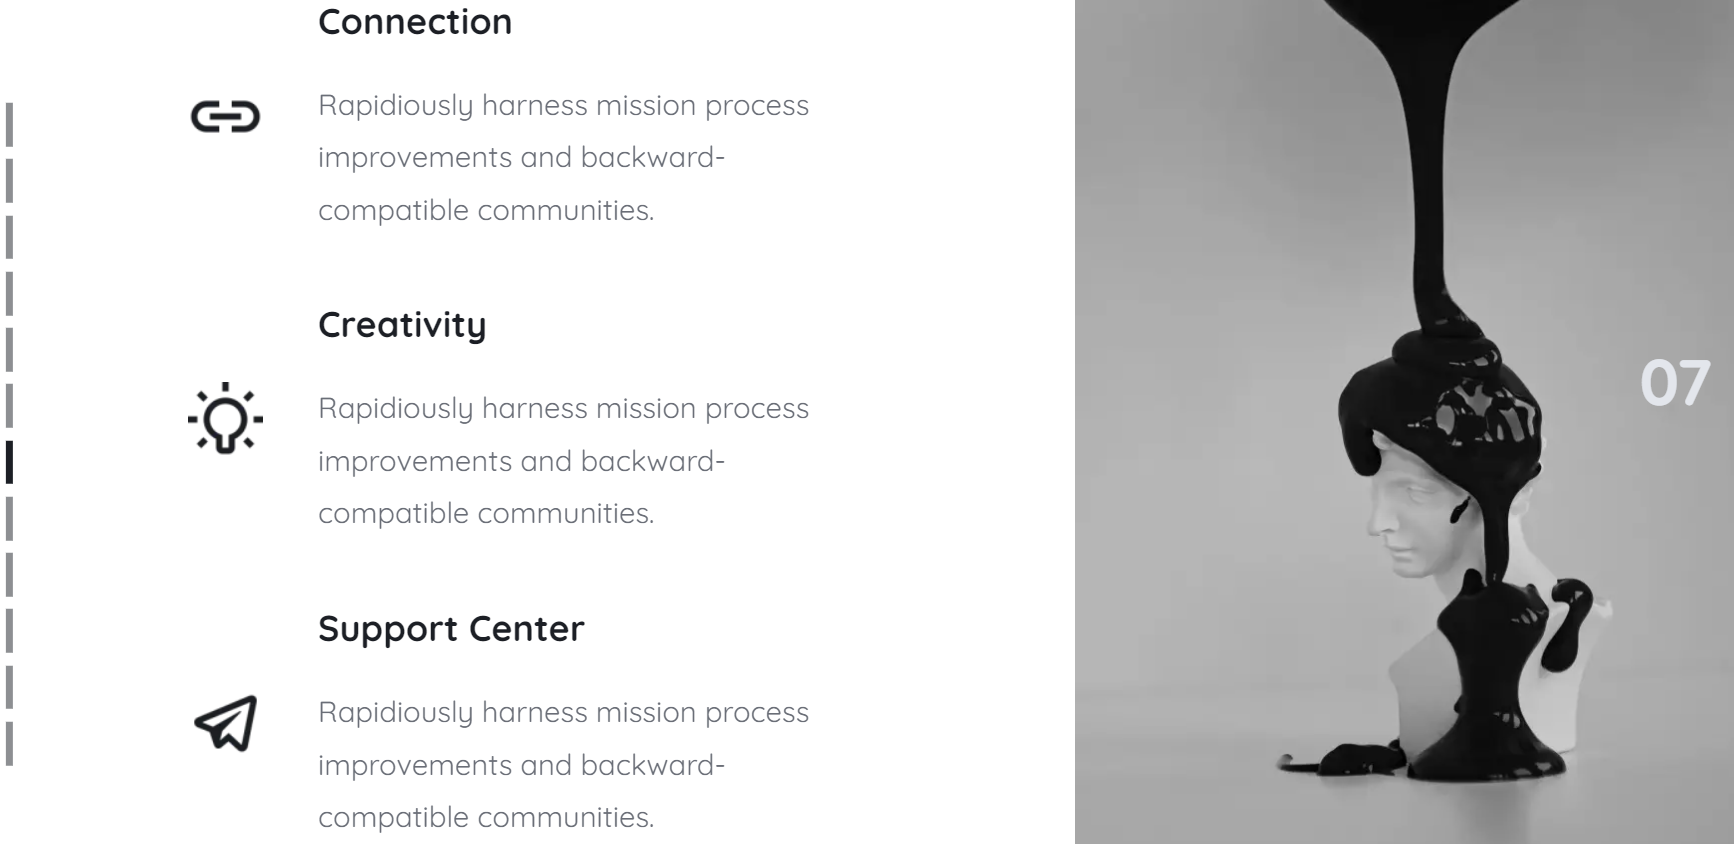 Connection
Rapidiously harness mission process
improvements and backward-
compatible communities.
Creativity
Rapidiously harness mission process
improvements and backward-
compatible communities.
Support Center
Rapidiously harness mission process
improvements and backward-
compatible communities.
07